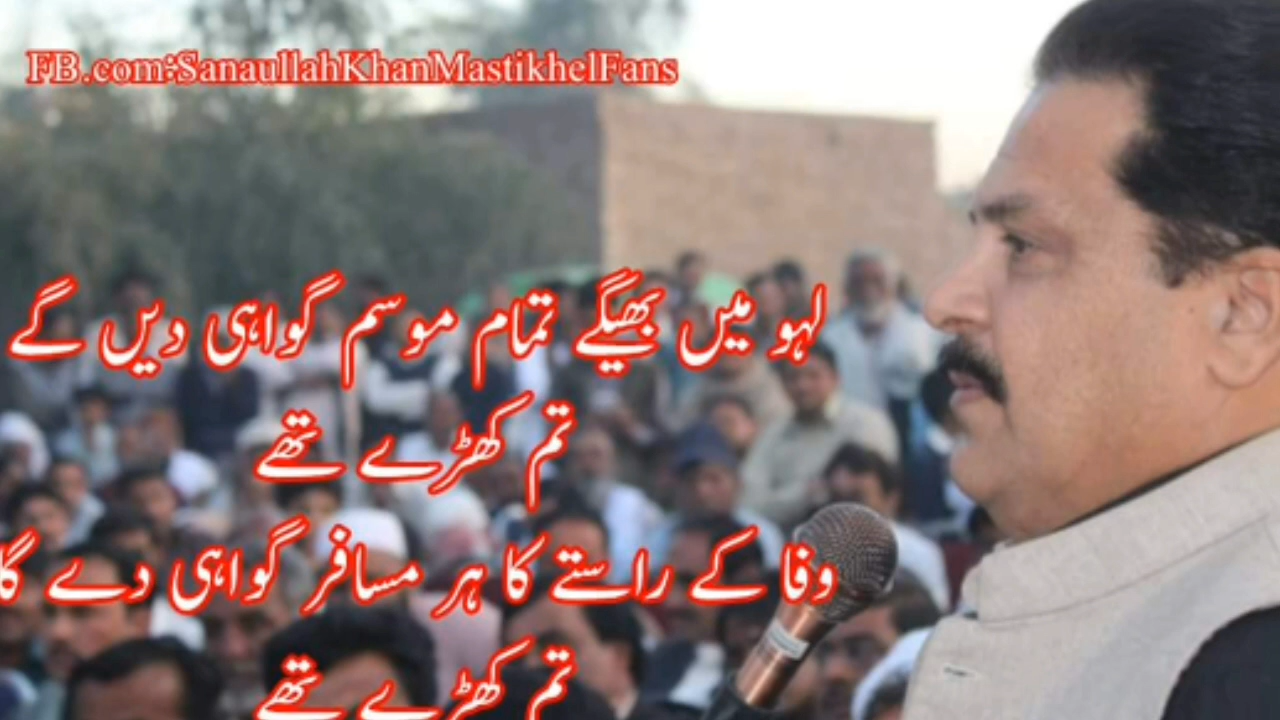 FB.com:SanaullahKhanMastikhelFans
لہو میں بھیگے تمام موسم گواہی دیں گے
تم کھڑے تھے
وفا کے راستے کا ہر مسافر گواہی دے گا
تم کھڑے تھے